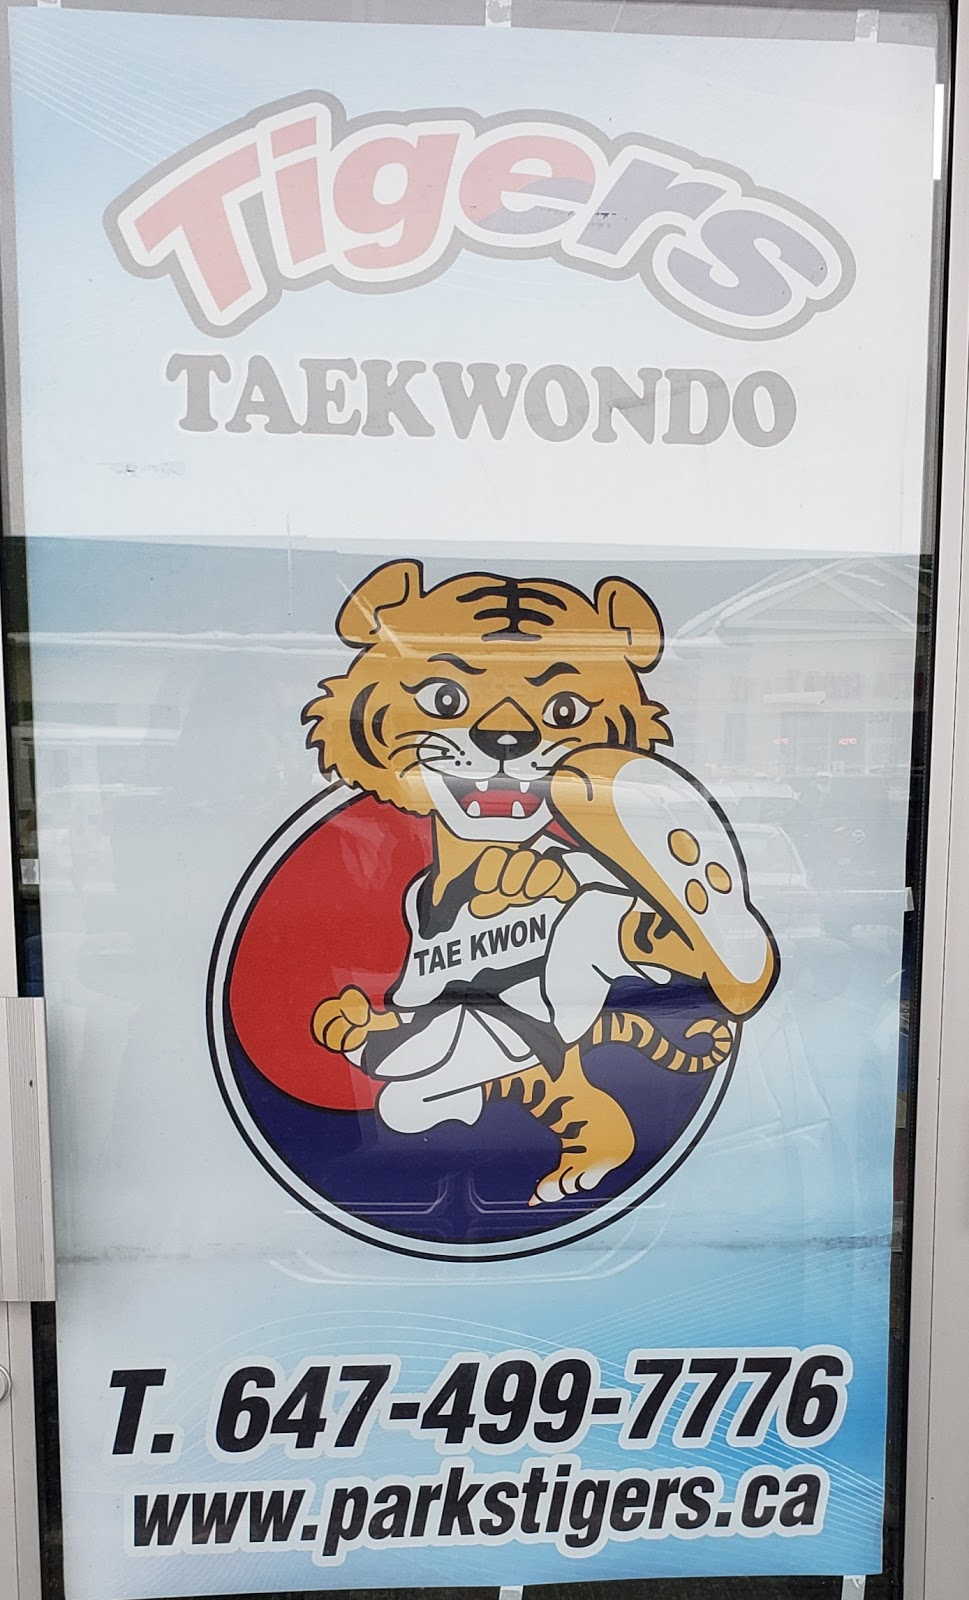 Tigers
TAEKWONDO
TAE KWON
T. 647-499-7776
www.parkstigers.ca